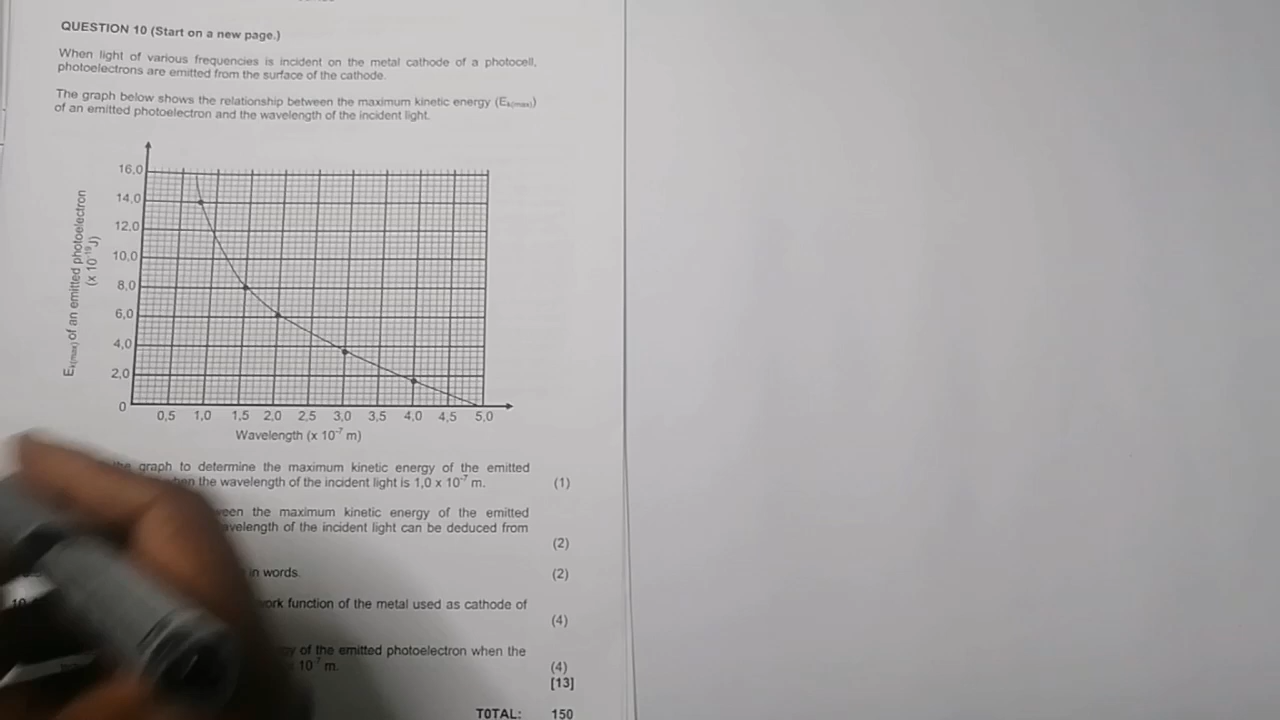 QUESTION 10 (Start on a new page.)
When light of various frequencies is incident on the metal cathode of a photocell,
photoelectrons are emitted from the surface of the cathode.
The graph below shows the relationship between the maximum kinetic energy (Ek(max))
of an emitted photoelectron and the wavelength of the incident light.
Ek(max) of an emitted photoelectron
(x 10⁻¹⁹J)
16,0
14,0
12,0
10,0
8,0
6,0
4,0
2,0
0
0,5 1,0 1,5 2,0 2,5 3,0 3,5 4,0 4,5 5,0
Wavelength (x 10⁻⁷ m)
the graph to determine the maximum kinetic energy of the emitted
the wavelength of the incident light is 1,0 x 10⁻⁷ m. (1)
the maximum kinetic energy of the emitted
of the incident light can be deduced from
(2)
in words. (2)
function of the metal used as cathode of
(4)
of the emitted photoelectron when the
10⁻⁷ m. (4)
[13]
TOTAL: 150